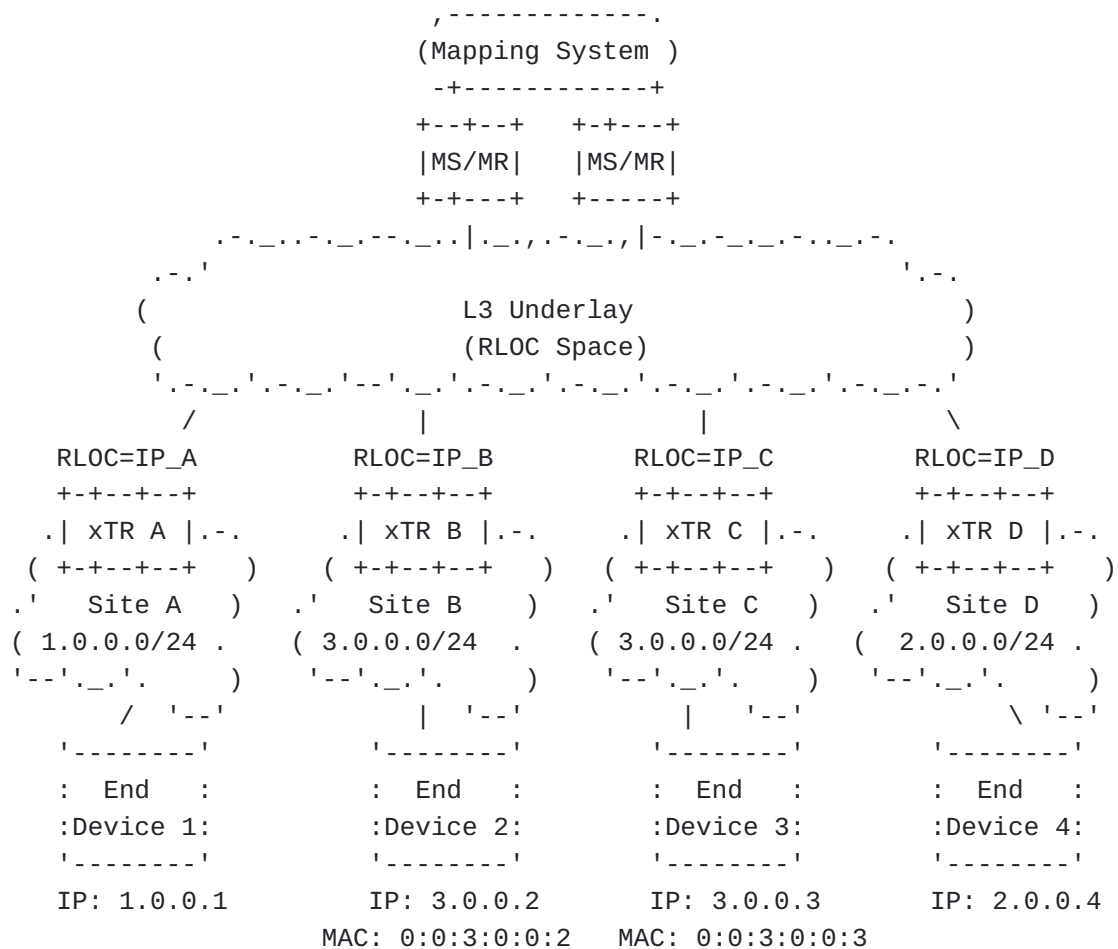 ,-------------.
                          (Mapping System )
                           -+------------+
                          +--+--+   +-+---+
                          |MS/MR|   |MS/MR|
                          +-+---+   +-----+
             .-._..-._.--._..|._.,.-._.,|-._.-_._.-.._.-.
         .-.'                                            '.-.
        (                    L3 Underlay                     )
         (                   (RLOC Space)                    )
         '.-._.'.-._.'--'._.'.-._.'.-._.'.-._.'.-._.'.-._.-.'
           /               |                 |               \
   RLOC=IP_A          RLOC=IP_B         RLOC=IP_C         RLOC=IP_D
   +-+--+--+          +-+--+--+         +-+--+--+         +-+--+--+
  .| xTR A |.-.      .| xTR B |.-.     .| xTR C |.-.     .| xTR D |.-.
 ( +-+--+--+   )    ( +-+--+--+   )   ( +-+--+--+   )   ( +-+--+--+   )
.'   Site A   )   .'   Site B    )   .'   Site C   )   .'   Site D   )
( 1.0.0.0/24 .    ( 3.0.0.0/24  .    ( 3.0.0.0/24 .   (  2.0.0.0/24 .
'--'._.'.     )    '--'._.'.     )    '--'._.'.    )   '--'._.'.     )
       /  '--'             |  '--'          |   '--'            \ '--'
   '--------'          '--------'        '--------'        '--------'
   :  End   :          :  End   :        :  End   :        :  End   :
   :Device 1:          :Device 2:        :Device 3:        :Device 4:
   '--------'          '--------'        '--------'        '--------'
   IP: 1.0.0.1         IP: 3.0.0.2       IP: 3.0.0.3       IP: 2.0.0.4
                    MAC: 0:0:3:0:0:2   MAC: 0:0:3:0:0:3